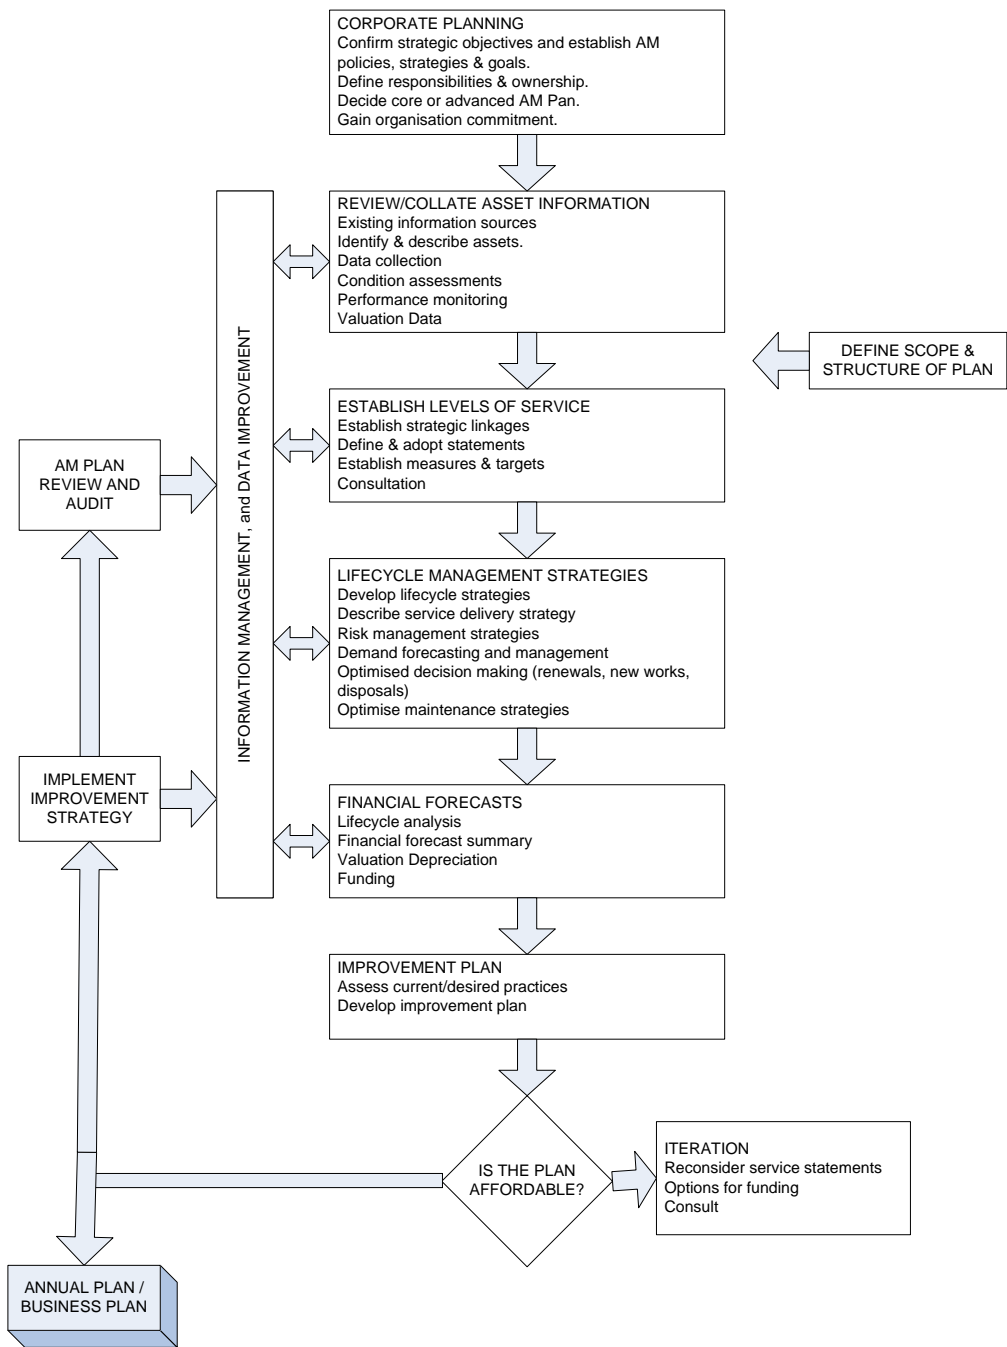 CORPORATE PLANNING
Confirm strategic objectives and establish AM
policies, strategies & goals.
Define responsibilities & ownership.
Decide core or advanced AM Pan.
Gain organisation commitment.
REVIEW/COLLATE ASSET INFORMATION
Existing information sources
Identify & describe assets.
Data collection
Condition assessments
Performance monitoring
Valuation Data
DEFINE SCOPE &
STRUCTURE OF PLAN
INFORMATION MANAGEMENT, and DATA IMPROVEMENT
ESTABLISH LEVELS OF SERVICE
Establish strategic linkages
Define & adopt statements
Establish measures & targets
Consultation
AM PLAN
REVIEW AND
AUDIT
LIFECYCLE MANAGEMENT STRATEGIES
Develop lifecycle strategies
Describe service delivery strategy
Risk management strategies
Demand forecasting and management
Optimised decision making (renewals, new works,
disposals)
Optimise maintenance strategies
IMPLEMENT
IMPROVEMENT
STRATEGY
FINANCIAL FORECASTS
Lifecycle analysis
Financial forecast summary
Valuation Depreciation
Funding
IMPROVEMENT PLAN
Assess current/desired practices
Develop improvement plan
IS THE PLAN
AFFORDABLE?
ITERATION
Reconsider service statements
Options for funding
Consult
ANNUAL PLAN /
BUSINESS PLAN